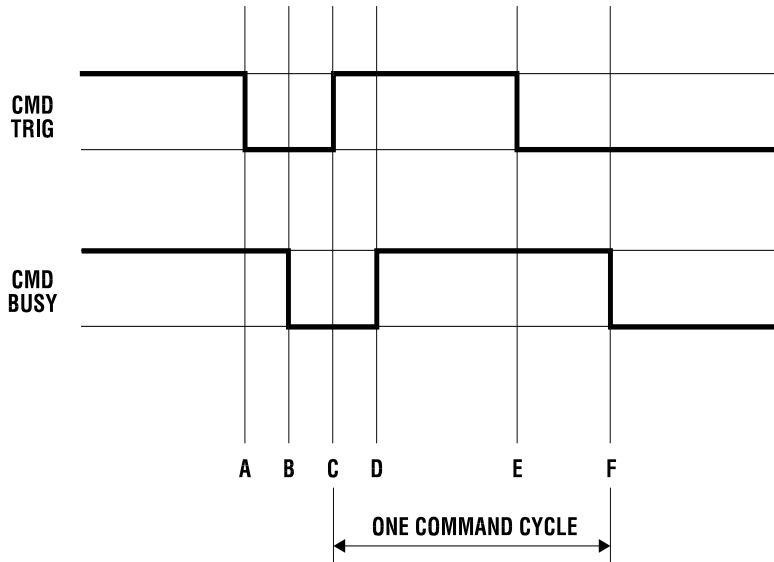 CMD
TRIG
CMD
BUSY
A B C D E F
ONE COMMAND CYCLE